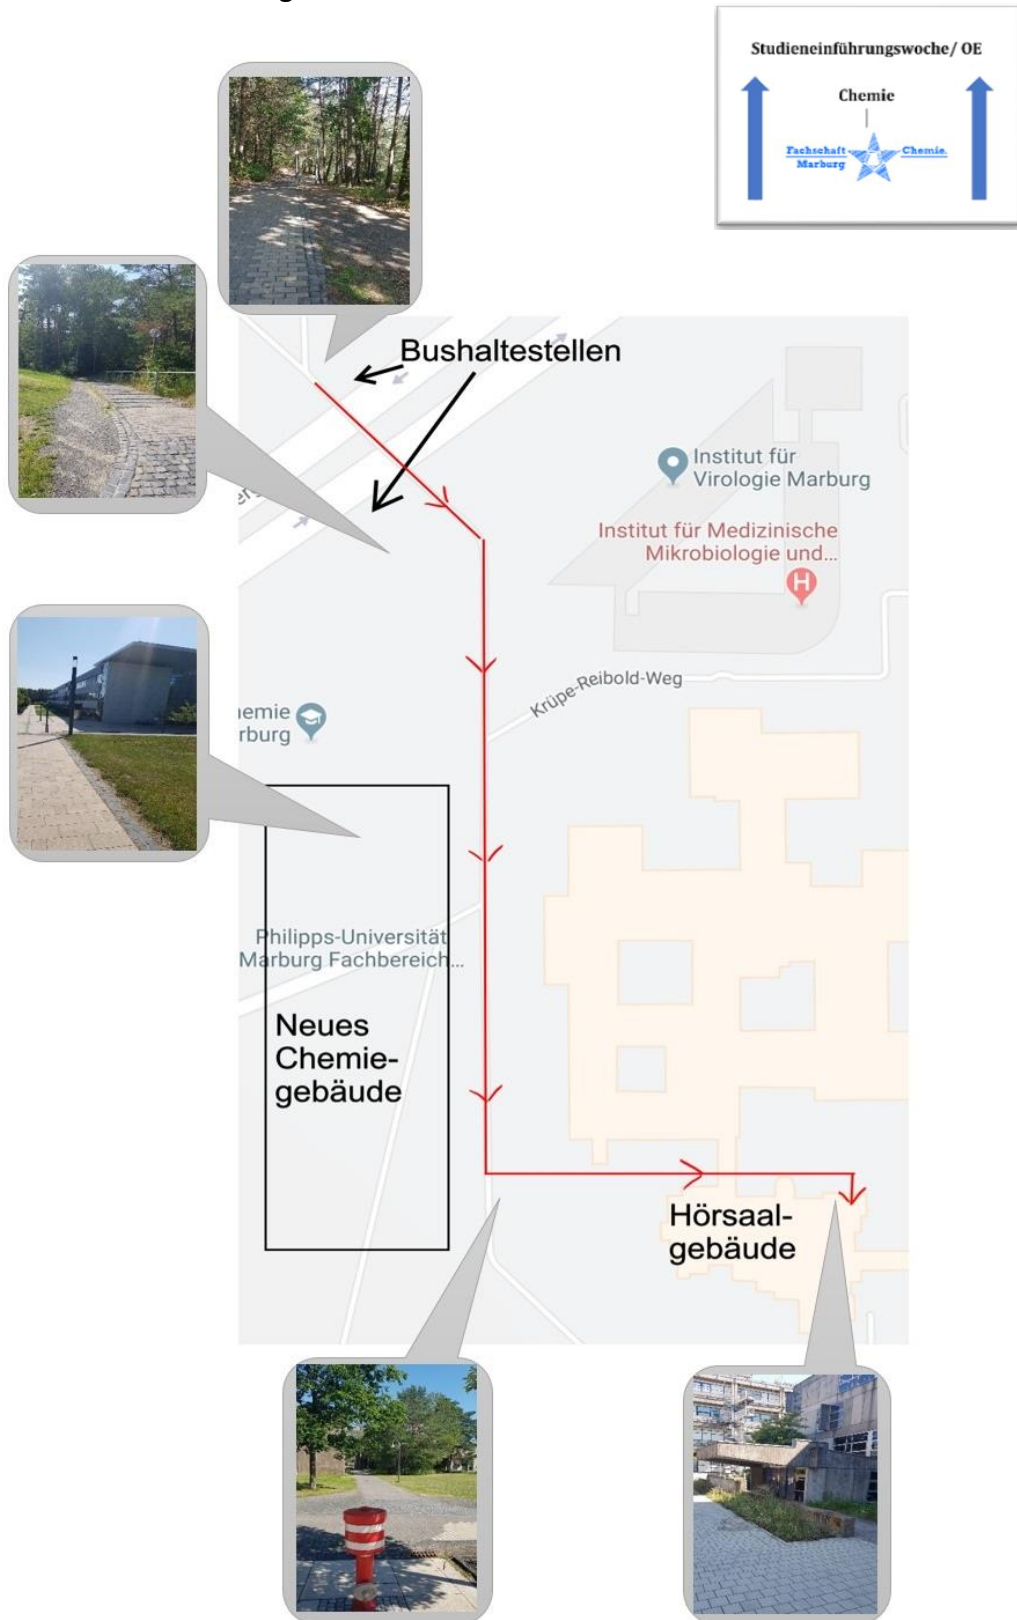 Studieneinführungswoche/ OE
Chemie
Fachschaft Chemie.
Marburg
Bushaltestellen
Institut für
Virologie Marburg
Institut für Medizinische
Mikrobiologie und...
H
Krüpe-Reibold-Weg
hemie
rburg
Philipps-Universität
Marburg Fachbereich...
Neues
Chemie-
gebäude
Hörsaal-
gebäude